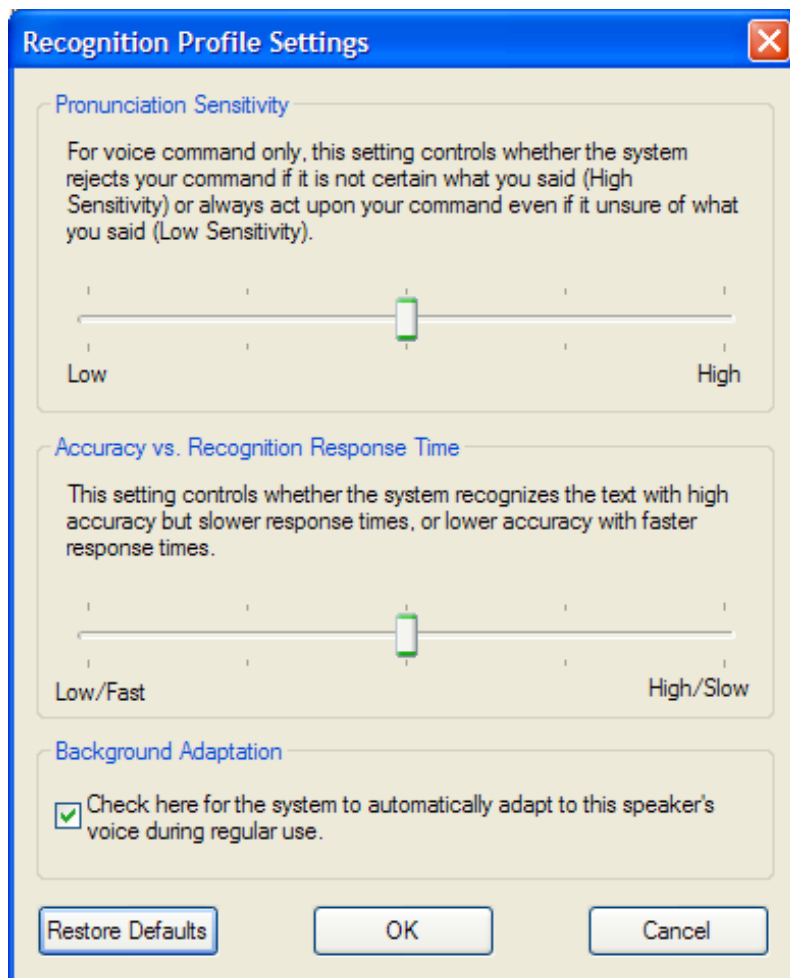 Recognition Profile Settings
Pronunciation Sensitivity
For voice command only, this setting controls whether the system
rejects your command if it is not certain what you said (High
Sensitivity) or always act upon your command even if it unsure of what
you said (Low Sensitivity).
Low High
Accuracy vs. Recognition Response Time
This setting controls whether the system recognizes the text with high
accuracy but slower response times, or lower accuracy with faster
response times.
Low/Fast High/Slow
Background Adaptation
Check here for the system to automatically adapt to this speaker's
voice during regular use.
Restore Defaults OK Cancel